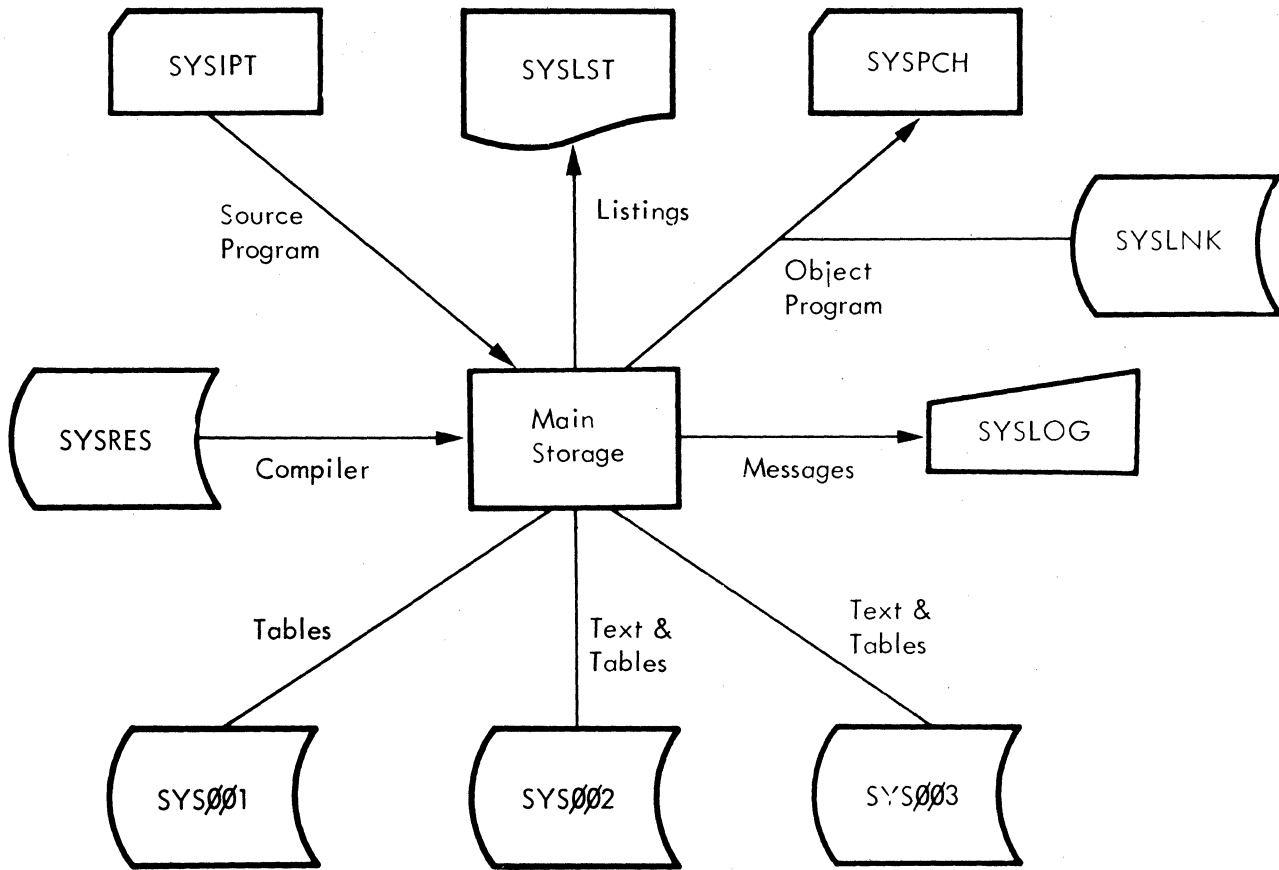 SYSIPT
SYSLST
SYSPCH
Source
Program
Listings
SYSLNK
Object
Program
SYSRES
Compiler
Main
Storage
Messages
SYSLOG
Tables
Text &
Tables
Text &
Tables
SYSØØ1
SYSØØ2
SYSØØ3